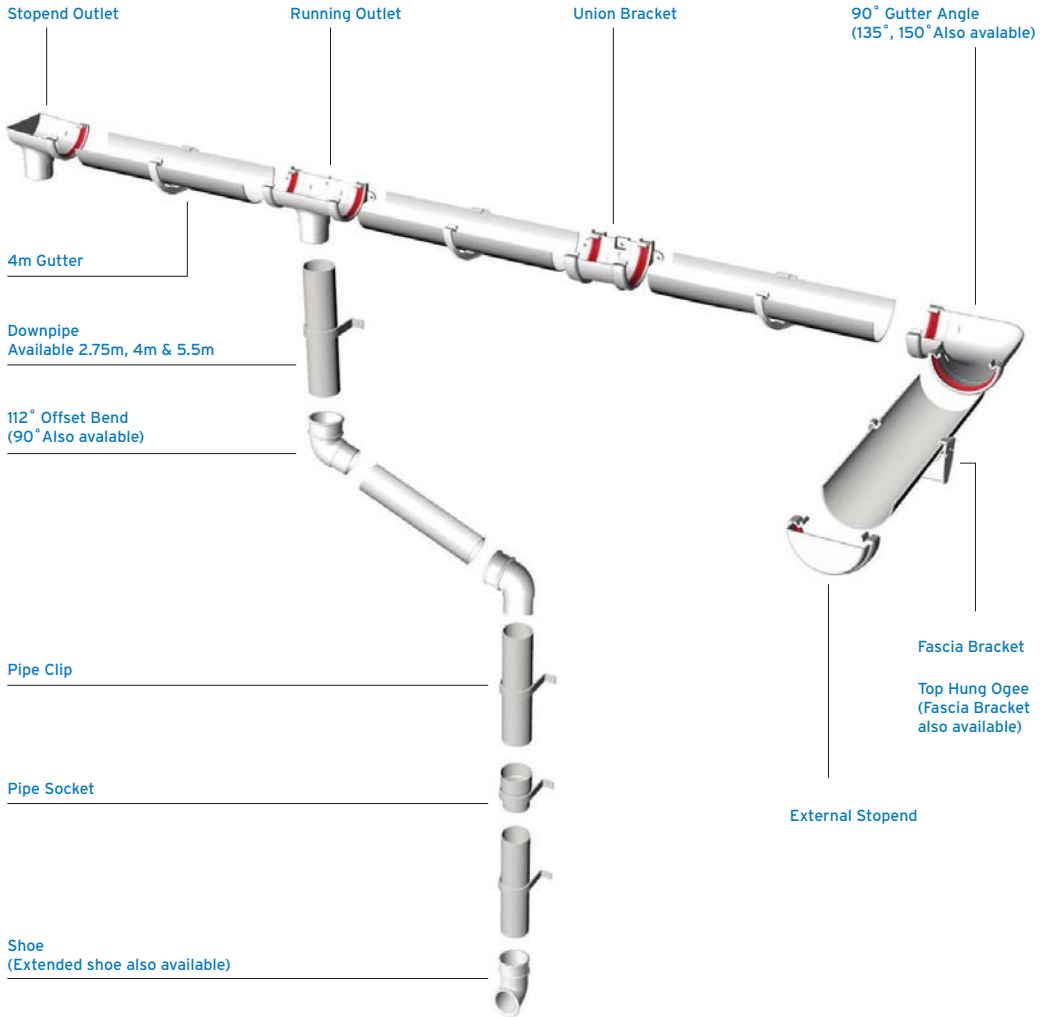 Stopend Outlet
Running Outlet
Union Bracket
90° Gutter Angle
(135°, 150°Also avalable)
4m Gutter
Downpipe
Available 2.75m, 4m & 5.5m
112° Offset Bend
(90°Also avalable)
Pipe Clip
Fascia Bracket
Top Hung Ogee
(Fascia Bracket
also available)
Pipe Socket
External Stopend
Shoe
(Extended shoe also available)